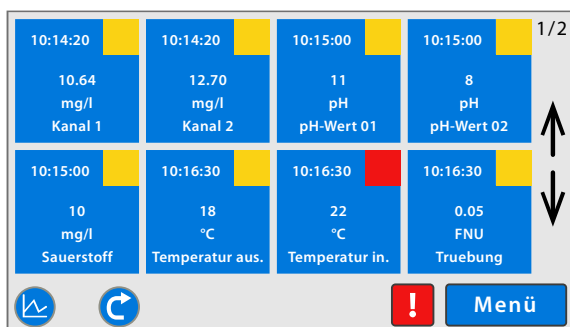 1/2
10:14:20
10.64
mg/l
Kanal 1
10:14:20
12.70
mg/l
Kanal 2
10:15:00
11
pH
pH-Wert 01
10:15:00
8
pH
pH-Wert 02
10:15:00
10
mg/l
Sauerstoff
10:16:30
18
°C
Temperatur aus.
10:16:30
22
°C
Temperatur in.
10:16:30
0.05
FNU
Truebung
!
Menü